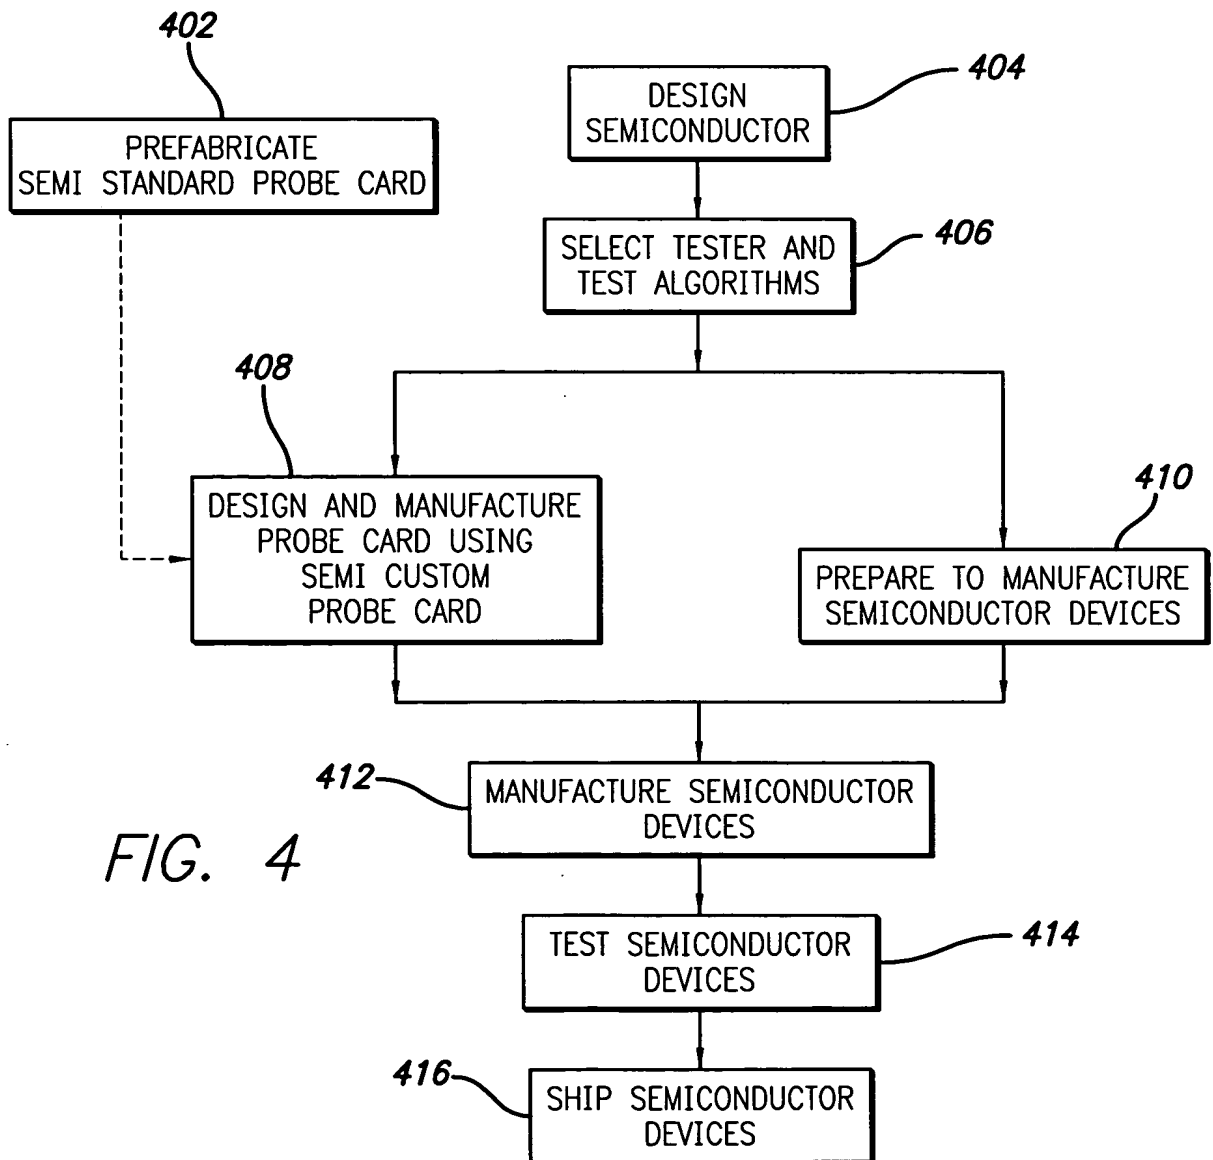 402
PREFABRICATE
SEMI STANDARD PROBE CARD
404
DESIGN
SEMICONDUCTOR
406
SELECT TESTER AND
TEST ALGORITHMS
408
DESIGN AND MANUFACTURE
PROBE CARD USING
SEMI CUSTOM
PROBE CARD
410
PREPARE TO MANUFACTURE
SEMICONDUCTOR DEVICES
412
MANUFACTURE SEMICONDUCTOR
DEVICES
FIG. 4
414
TEST SEMICONDUCTOR
DEVICES
416
SHIP SEMICONDUCTOR
DEVICES